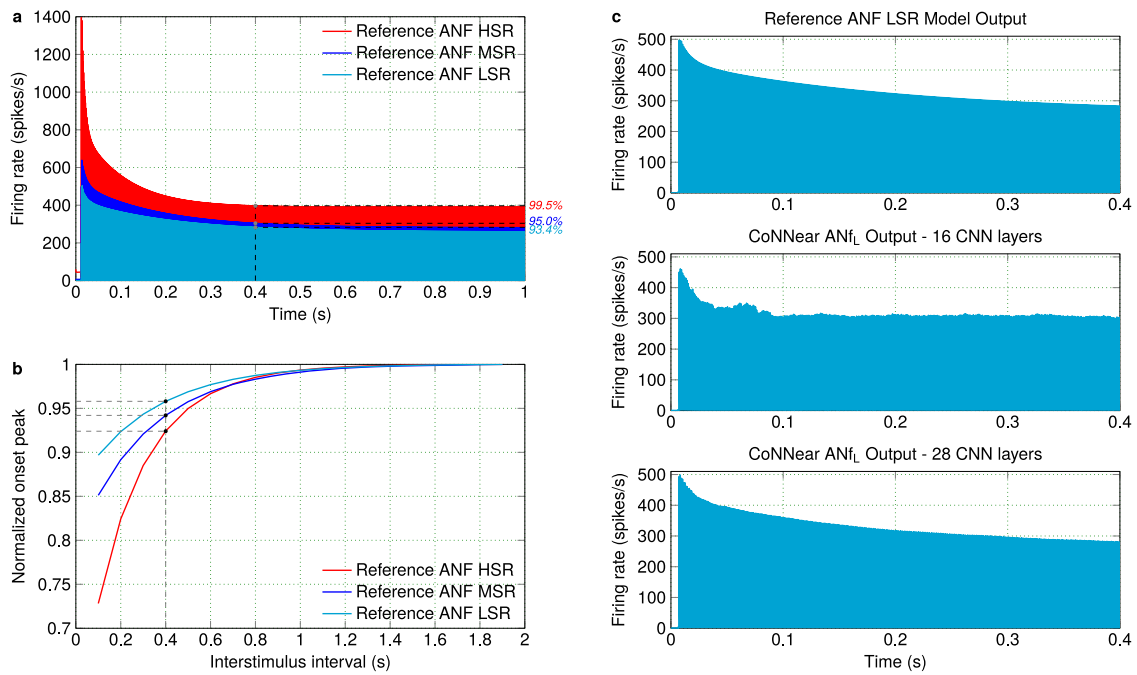 a
1400
1200
1000
800
600
400
200
0
Firing rate (spikes/s)
Reference ANF HSR
Reference ANF MSR
Reference ANF LSR
99.5%
95.0%
93.4%
0 0.1 0.2 0.3 0.4 0.5 0.6 0.7 0.8 0.9 1
Time (s)
b
1
0.95
0.9
0.85
0.8
0.75
0.7
Normalized onset peak
Reference ANF HSR
Reference ANF MSR
Reference ANF LSR
0 0.2 0.4 0.6 0.6 1.0 1.2 1.4 1.6 1.8 2
Interstimulus interval (s)
c
Reference ANF LSR Model Output
500
400
300
200
100
0
Firing rate (spikes/s)
0 0.1 0.2 0.3 0.4
CoNNear ANfL Output - 16 CNN layers
500
400
300
200
100
0
Firing rate (spikes/s)
0 0.1 0.2 0.3 0.4
CoNNear ANfL Output - 28 CNN layers
500
400
300
200
100
0
Firing rate (spikes/s)
0 0.1 0.2 0.3 0.4
Time (s)